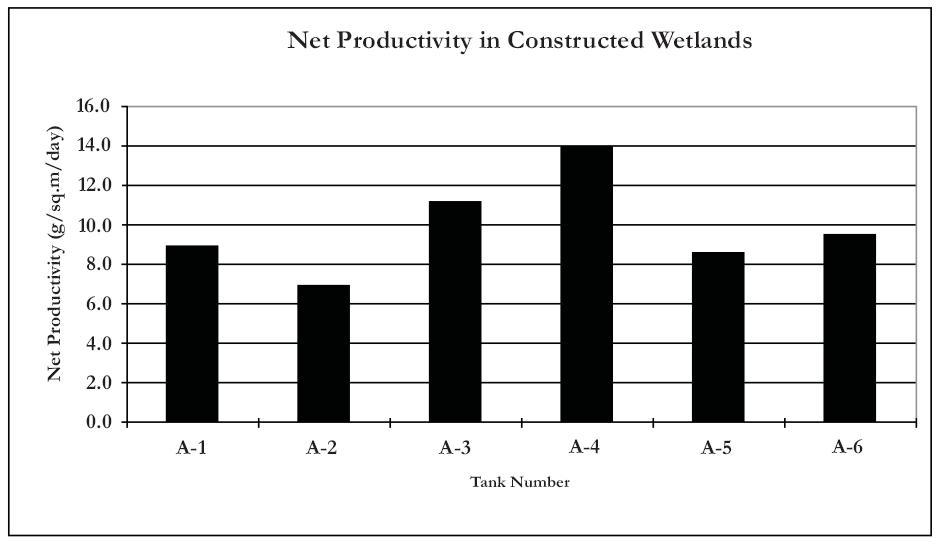 Net Productivity in Constructed Wetlands
Net Productivity (g/sq.m/day)
16.0
14.0
12.0
10.0
8.0
6.0
4.0
2.0
0.0
A-1 A-2 A-3 A-4 A-5 A-6
Tank Number